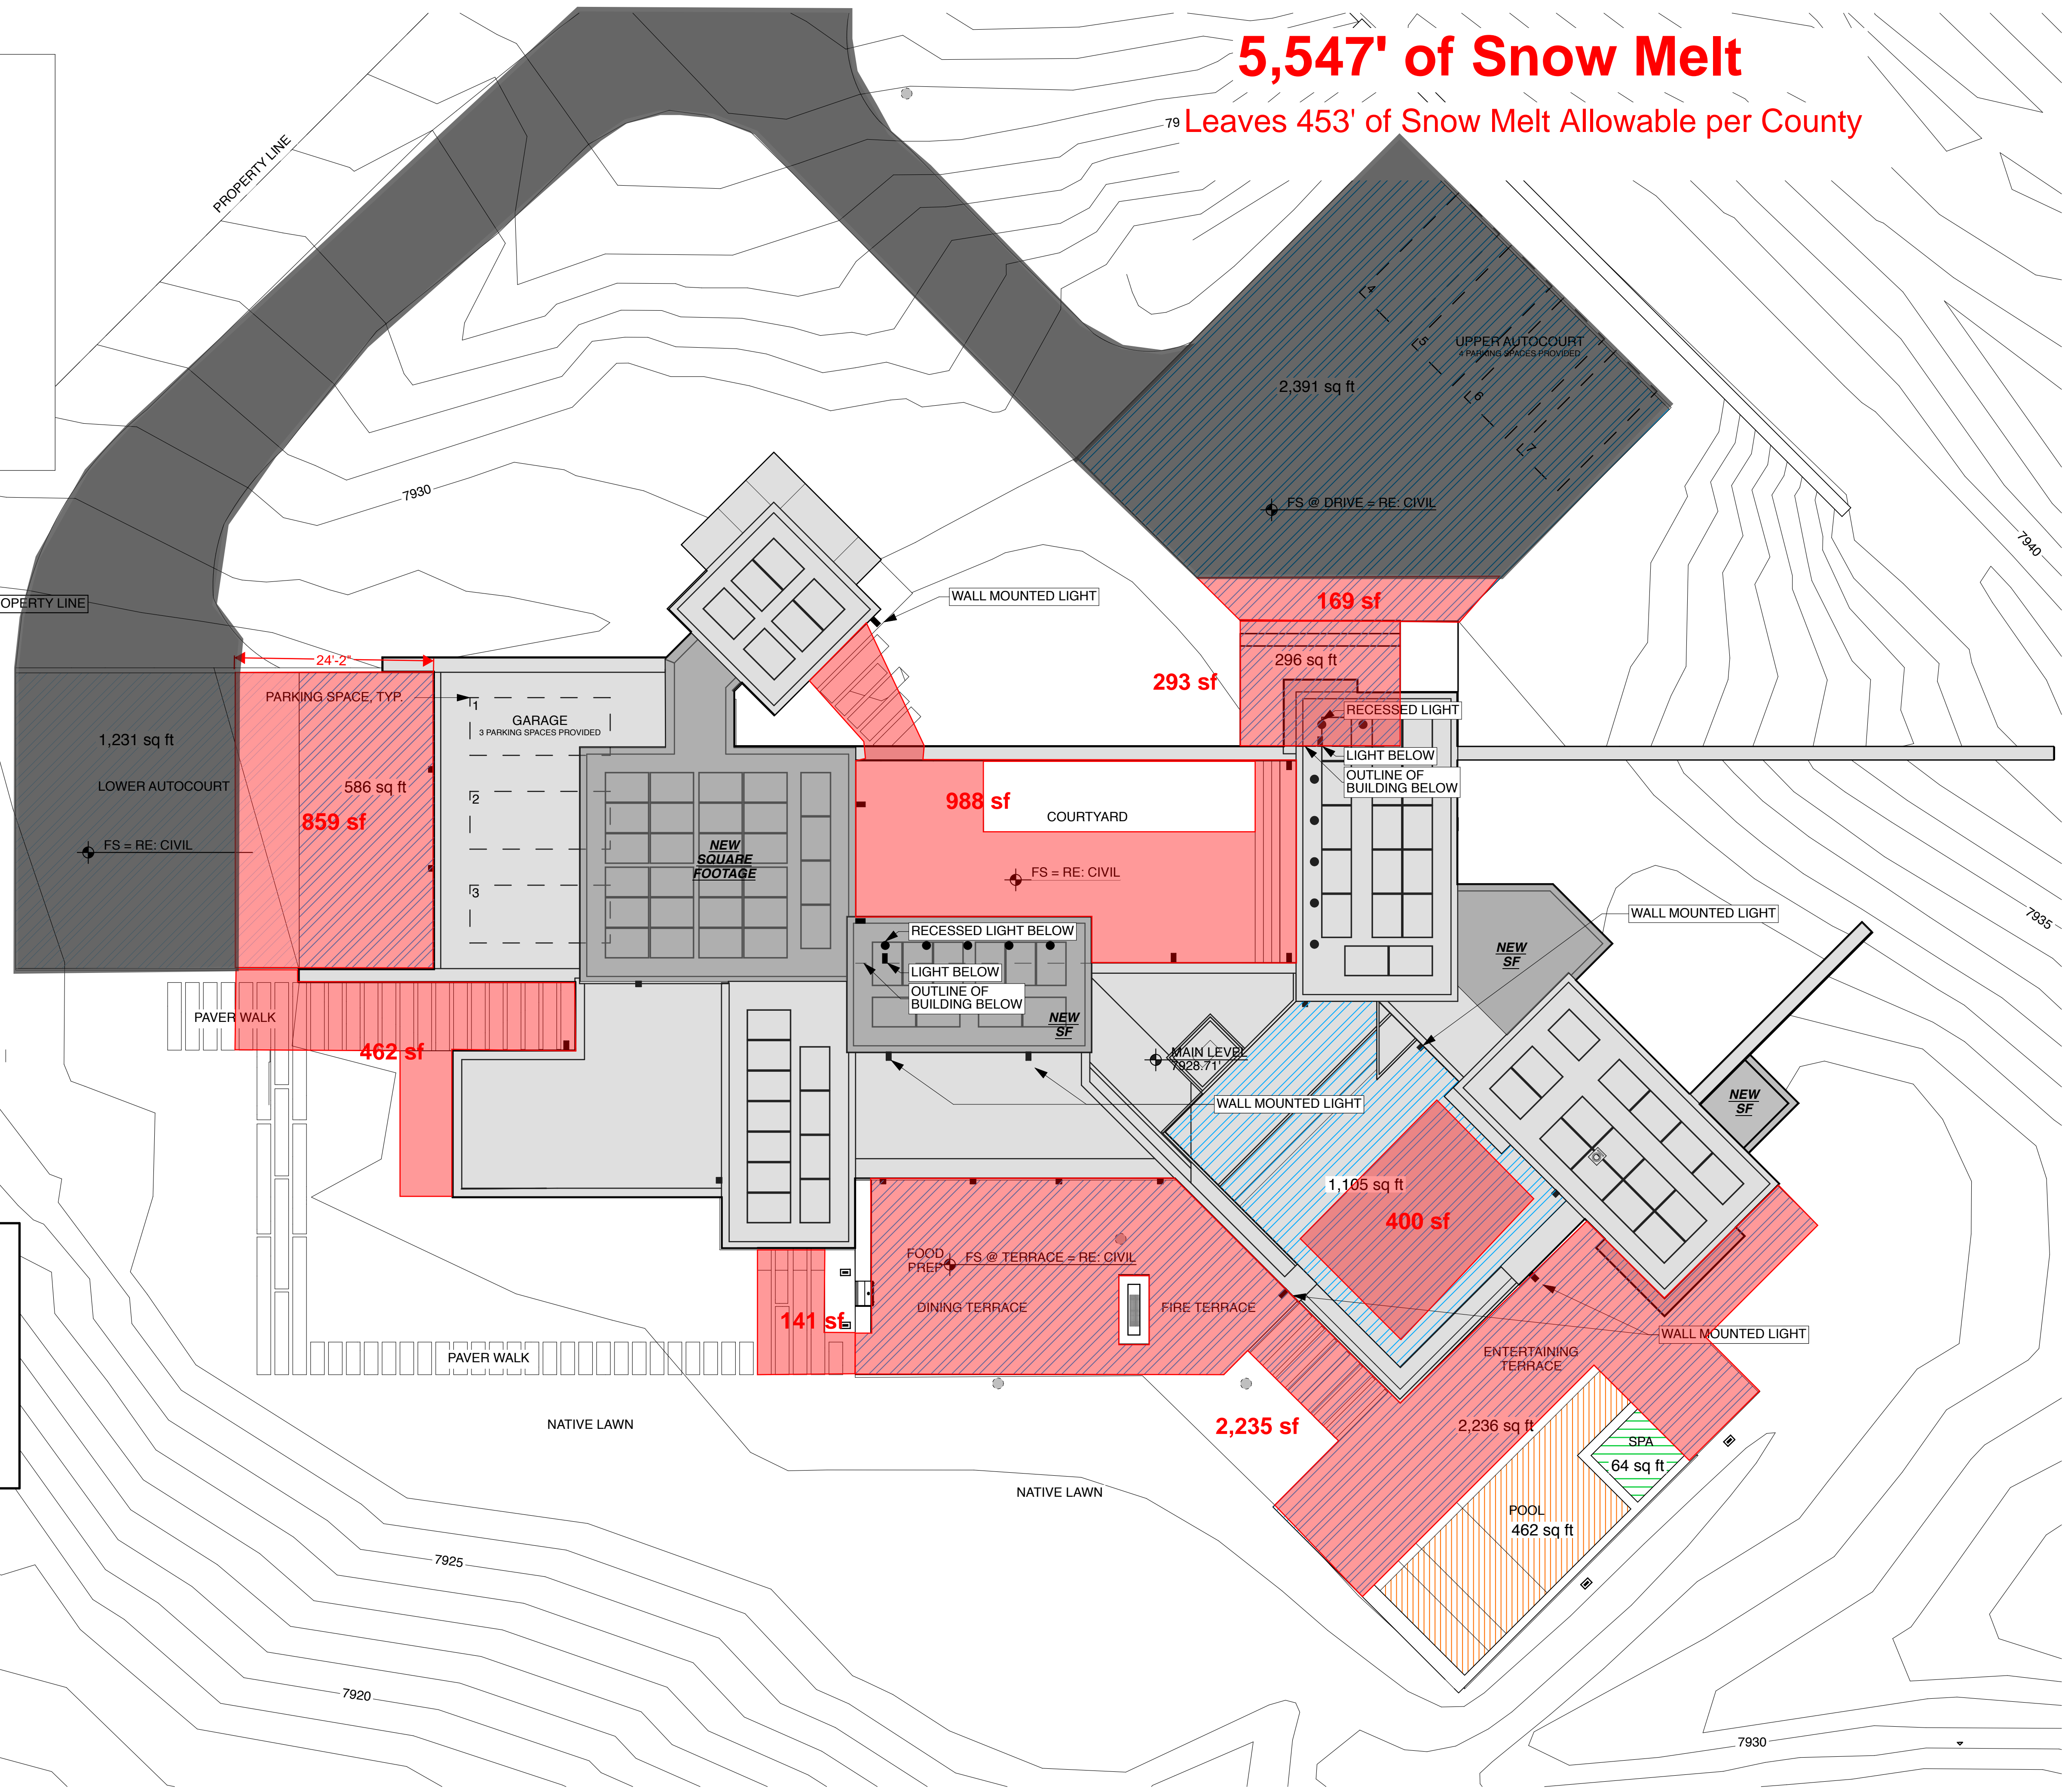 5,547' of Snow Melt
Leaves 453' of Snow Melt Allowable per County
79
PROPERTY LINE
4
5
6
7
UPPER AUTOCOURT
4 PARKING SPACES PROVIDED
2,391 sq ft
7930
FS @ DRIVE = RE: CIVIL
7940
OPERTY LINE
WALL MOUNTED LIGHT
169 sf
24'-2"
296 sq ft
293 sf
PARKING SPACE, TYP.
1
GARAGE
3 PARKING SPACES PROVIDED
RECESSED LIGHT
1,231 sq ft
LIGHT BELOW
OUTLINE OF
BUILDING BELOW
LOWER AUTOCOURT
586 sq ft
2
988 sf
COURTYARD
859 sf
FS = RE: CIVIL
NEW
SQUARE
FOOTAGE
FS = RE: CIVIL
3
WALL MOUNTED LIGHT
7935
RECESSED LIGHT BELOW
NEW
SF
LIGHT BELOW
OUTLINE OF
BUILDING BELOW
NEW
SF
PAVER WALK
462 sf
MAIN LEVEL
7928.71'
NEW
SF
WALL MOUNTED LIGHT
1,105 sq ft
400 sf
FOOD
PREP
FS @ TERRACE = RE: CIVIL
DINING TERRACE
FIRE TERRACE
141 sf
WALL MOUNTED LIGHT
PAVER WALK
ENTERTAINING
TERRACE
NATIVE LAWN
2,235 sf
2,236 sq ft
SPA
64 sq ft
NATIVE LAWN
POOL
462 sq ft
7925
7920
7930